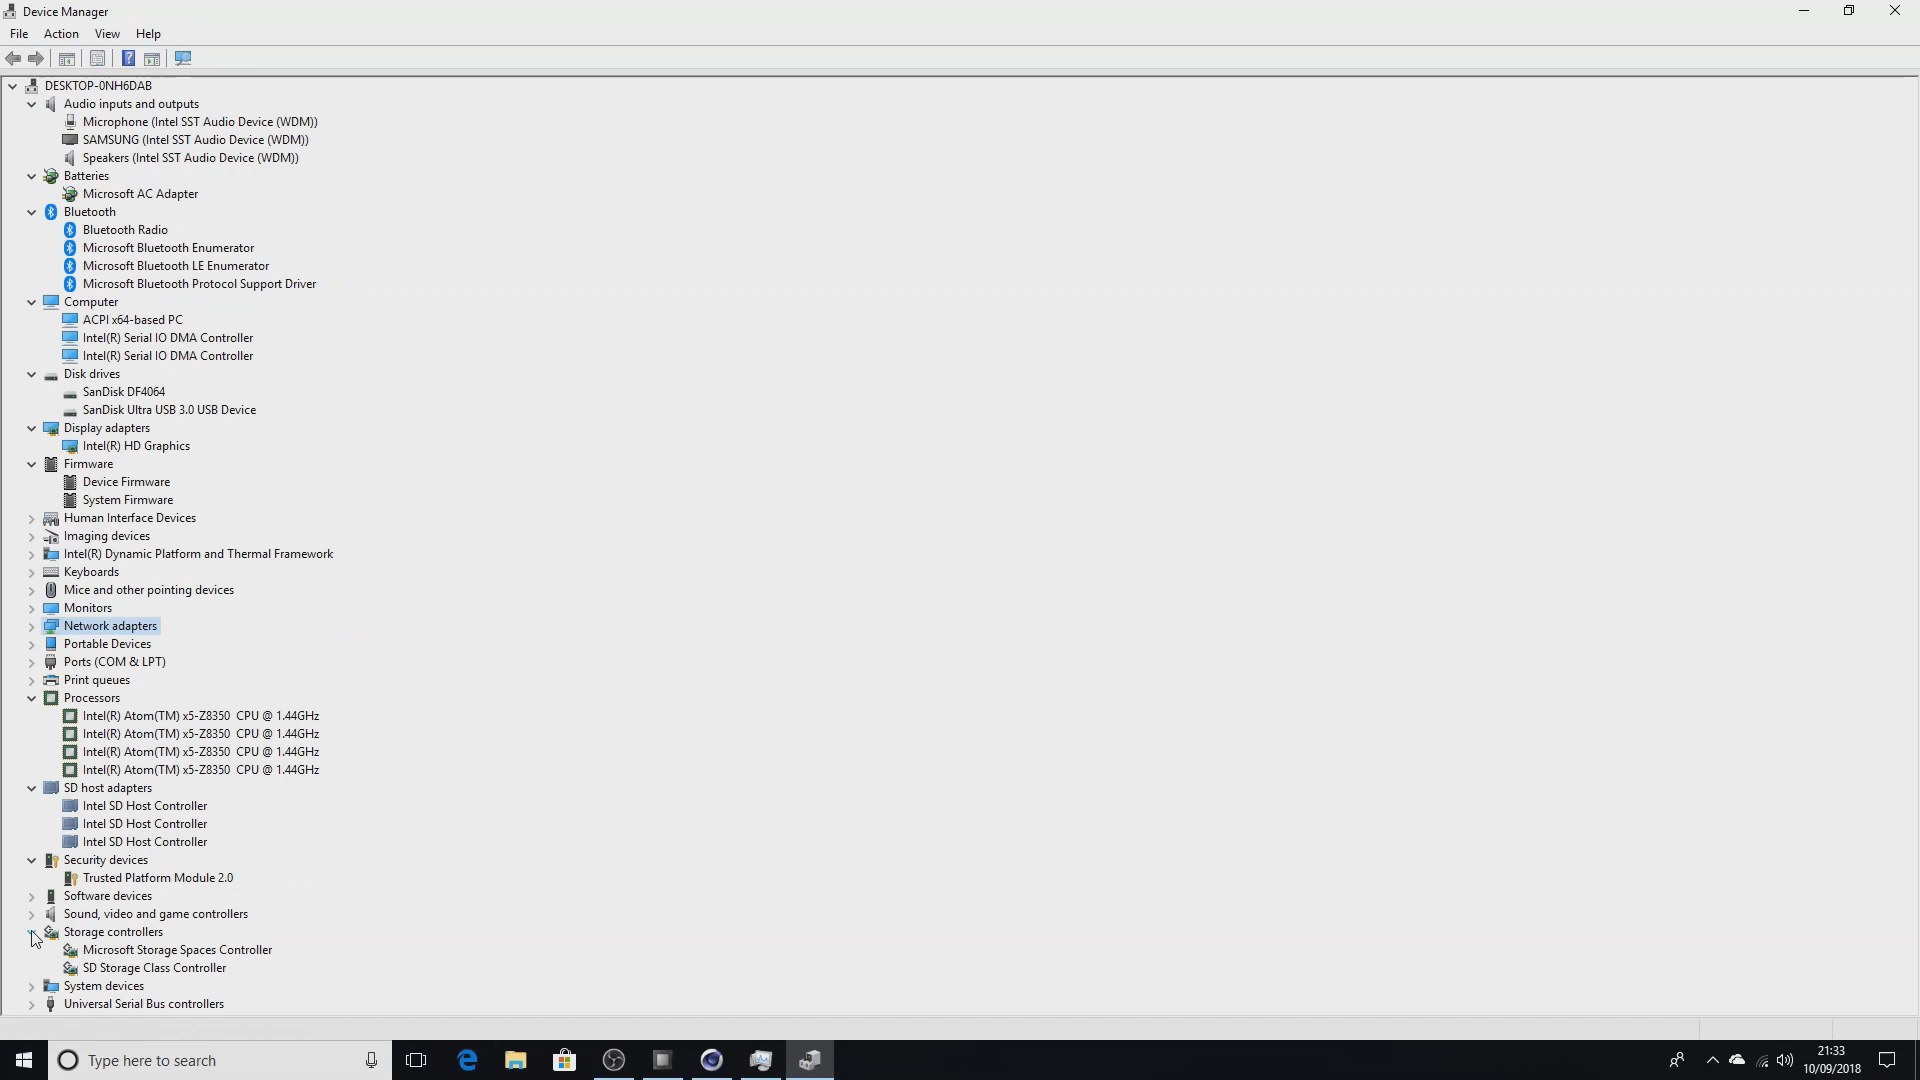 Device Manager
File Action View Help
DESKTOP-0NH6DAB
Audio inputs and outputs
Microphone (Intel SST Audio Device (WDM))
SAMSUNG (Intel SST Audio Device (WDM))
Speakers (Intel SST Audio Device (WDM))
Batteries
Microsoft AC Adapter
Bluetooth
Bluetooth Radio
Microsoft Bluetooth Enumerator
Microsoft Bluetooth LE Enumerator
Microsoft Bluetooth Protocol Support Driver
Computer
ACPI x64-based PC
Intel(R) Serial IO DMA Controller
Intel(R) Serial IO DMA Controller
Disk drives
SanDisk DF4064
SanDisk Ultra USB 3.0 USB Device
Display adapters
Intel(R) HD Graphics
Firmware
Device Firmware
System Firmware
Human Interface Devices
Imaging devices
Intel(R) Dynamic Platform and Thermal Framework
Keyboards
Mice and other pointing devices
Monitors
Network adapters
Portable Devices
Ports (COM & LPT)
Print queues
Processors
Intel(R) Atom(TM) x5-Z8350 CPU @ 1.44GHz
Intel(R) Atom(TM) x5-Z8350 CPU @ 1.44GHz
Intel(R) Atom(TM) x5-Z8350 CPU @ 1.44GHz
Intel(R) Atom(TM) x5-Z8350 CPU @ 1.44GHz
SD host adapters
Intel SD Host Controller
Intel SD Host Controller
Intel SD Host Controller
Security devices
Trusted Platform Module 2.0
Software devices
Sound, video and game controllers
Storage controllers
Microsoft Storage Spaces Controller
SD Storage Class Controller
System devices
Universal Serial Bus controllers
Type here to search
21:33
10/09/2018